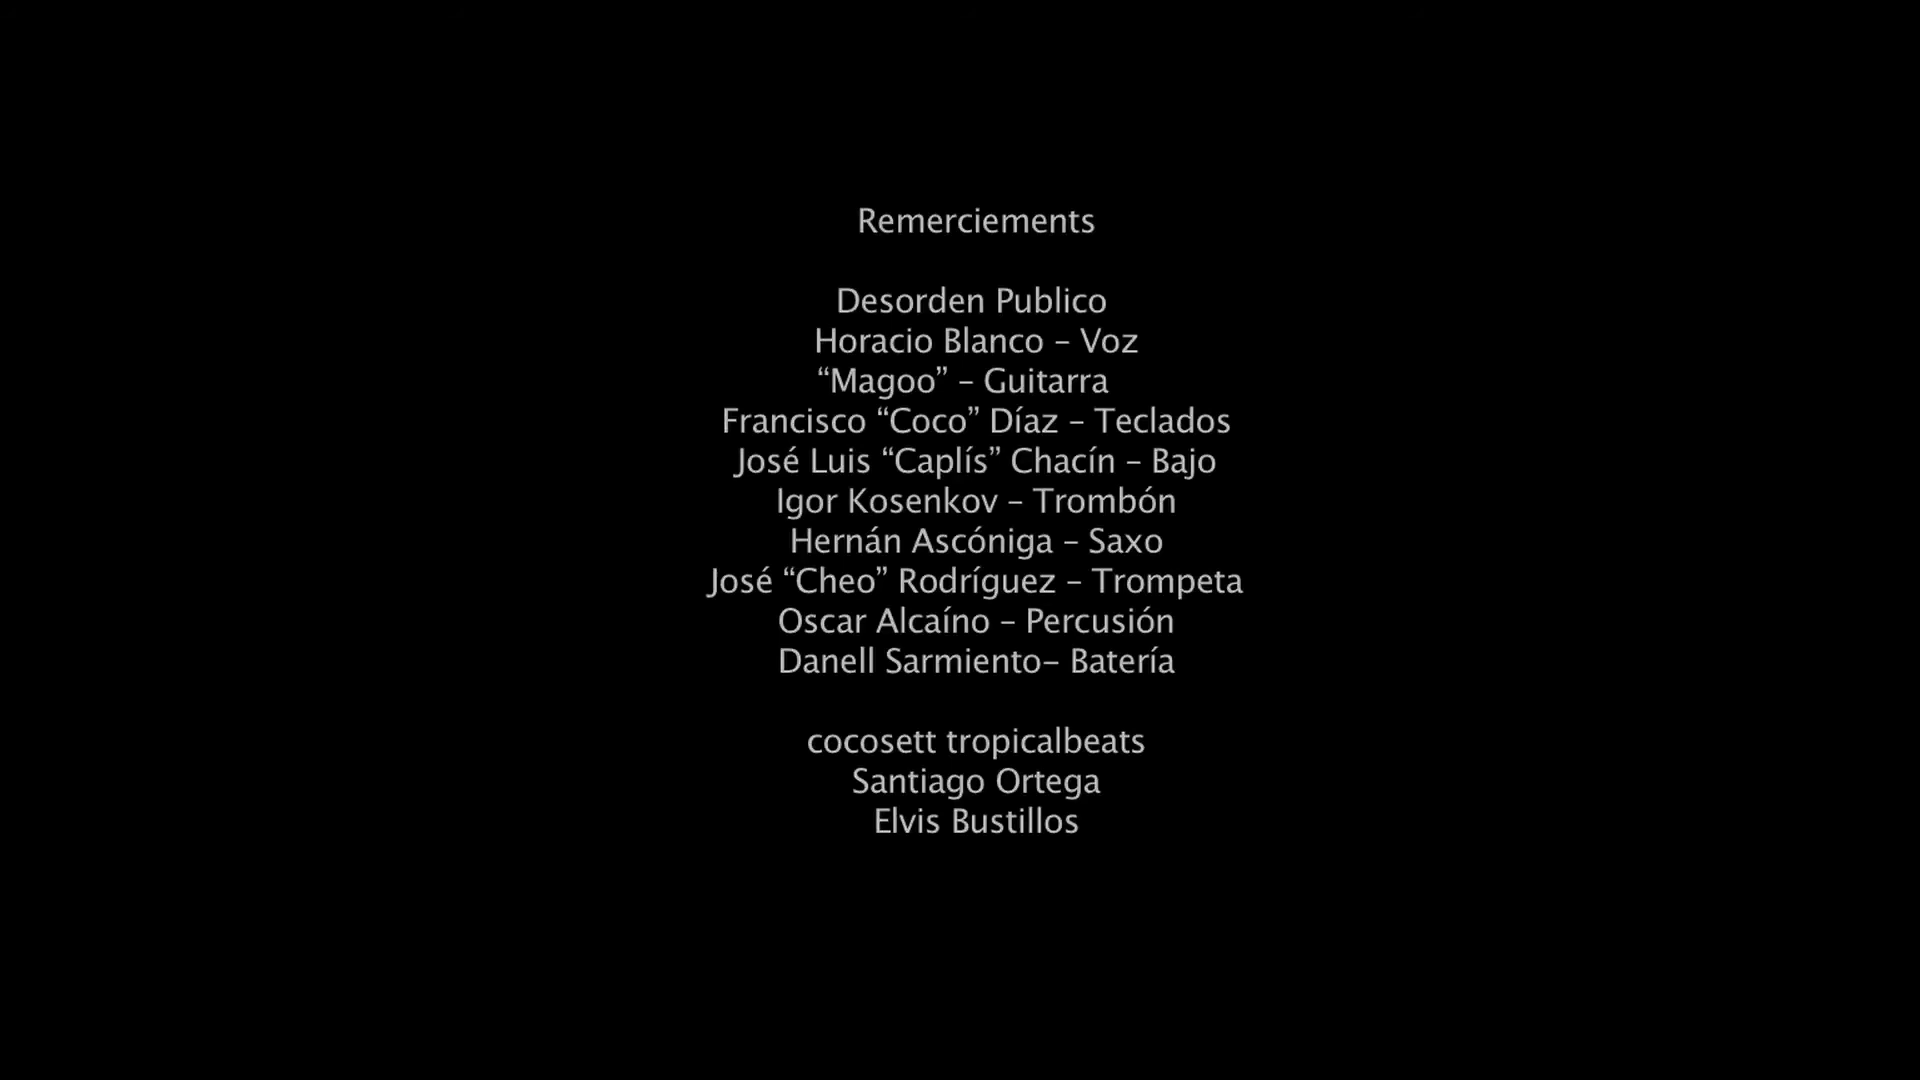 Remerciements
Desorden Publico
Horacio Blanco – Voz
“Magoo” – Guitarra
Francisco “Coco” Díaz – Teclados
José Luis “Caplís” Chacín – Bajo
Igor Kosenkov – Trombón
Hernán Ascóniga – Saxo
José “Cheo” Rodríguez – Trompeta
Oscar Alcaíno – Percusión
Danell Sarmiento– Batería
cocosett tropicalbeats
Santiago Ortega
Elvis Bustillos